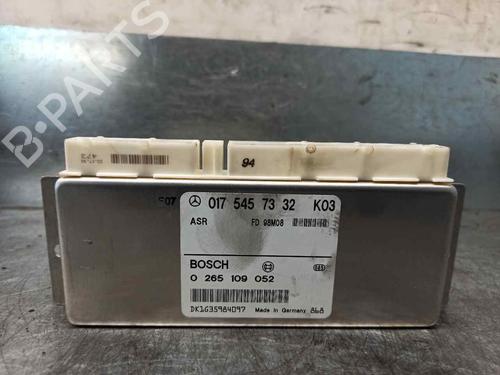 B-PARTS
94
017 545 73 32 K03
ASR FD 98M08
BOSCH
0 265 109 052
DK1635984097 Made in Germany 868